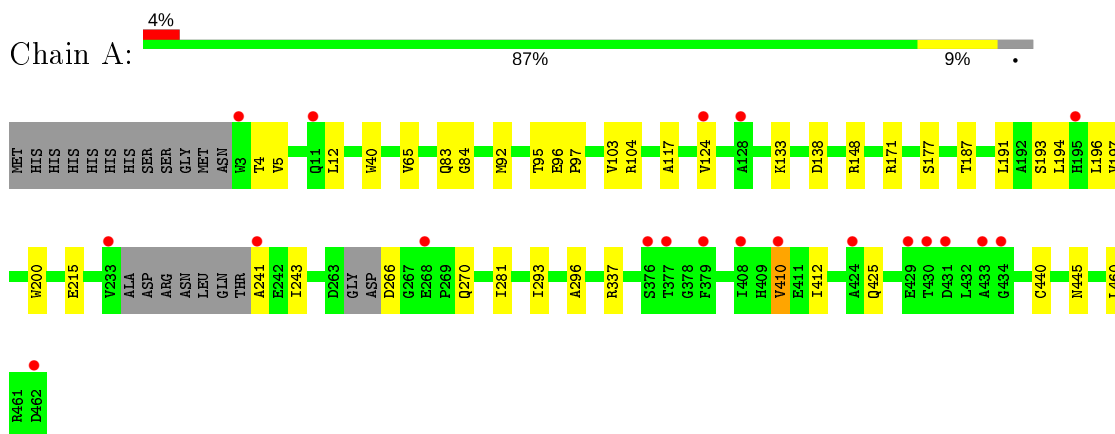 4%
Chain A:
87%
9%
MET HIS HIS HIS HIS HIS HIS SER SER GLY MET ASN W3 T4 V5 Q11 L12 W40 V65 Q83 G84 M92 T95 E96 P97 V103 R104 A117 V124 A128 K133 D138 R148 R171 S177 T187 L191 A192 S193 L194 H195 L196 V197
W200 E215 V233 ALA ASP ARG ASN LEU GLN THR A241 E242 I243 D263 GLY ASP D266 G267 E268 P269 Q270 I281 I293 A296 R337 S376 T377 G378 F379 I408 H409 V410 E411 I412 A424 Q425 E429 T430 D431 L432 A433 G434 C440 N445 L460
R461 D462